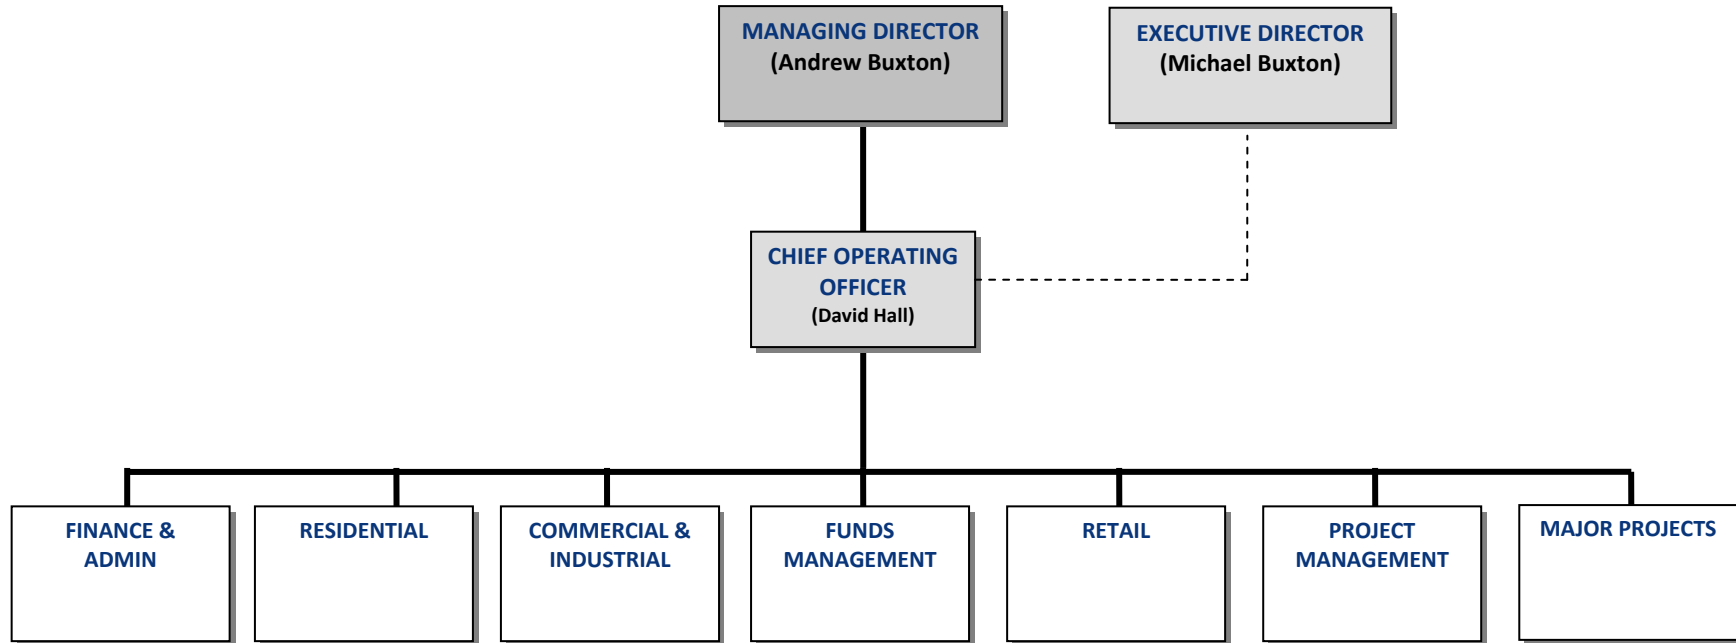 MANAGING DIRECTOR
(Andrew Buxton)
EXECUTIVE DIRECTOR
(Michael Buxton)
CHIEF OPERATING
OFFICER
(David Hall)
FINANCE &
ADMIN
RESIDENTIAL
COMMERCIAL &
INDUSTRIAL
FUNDS
MANAGEMENT
RETAIL
PROJECT
MANAGEMENT
MAJOR PROJECTS